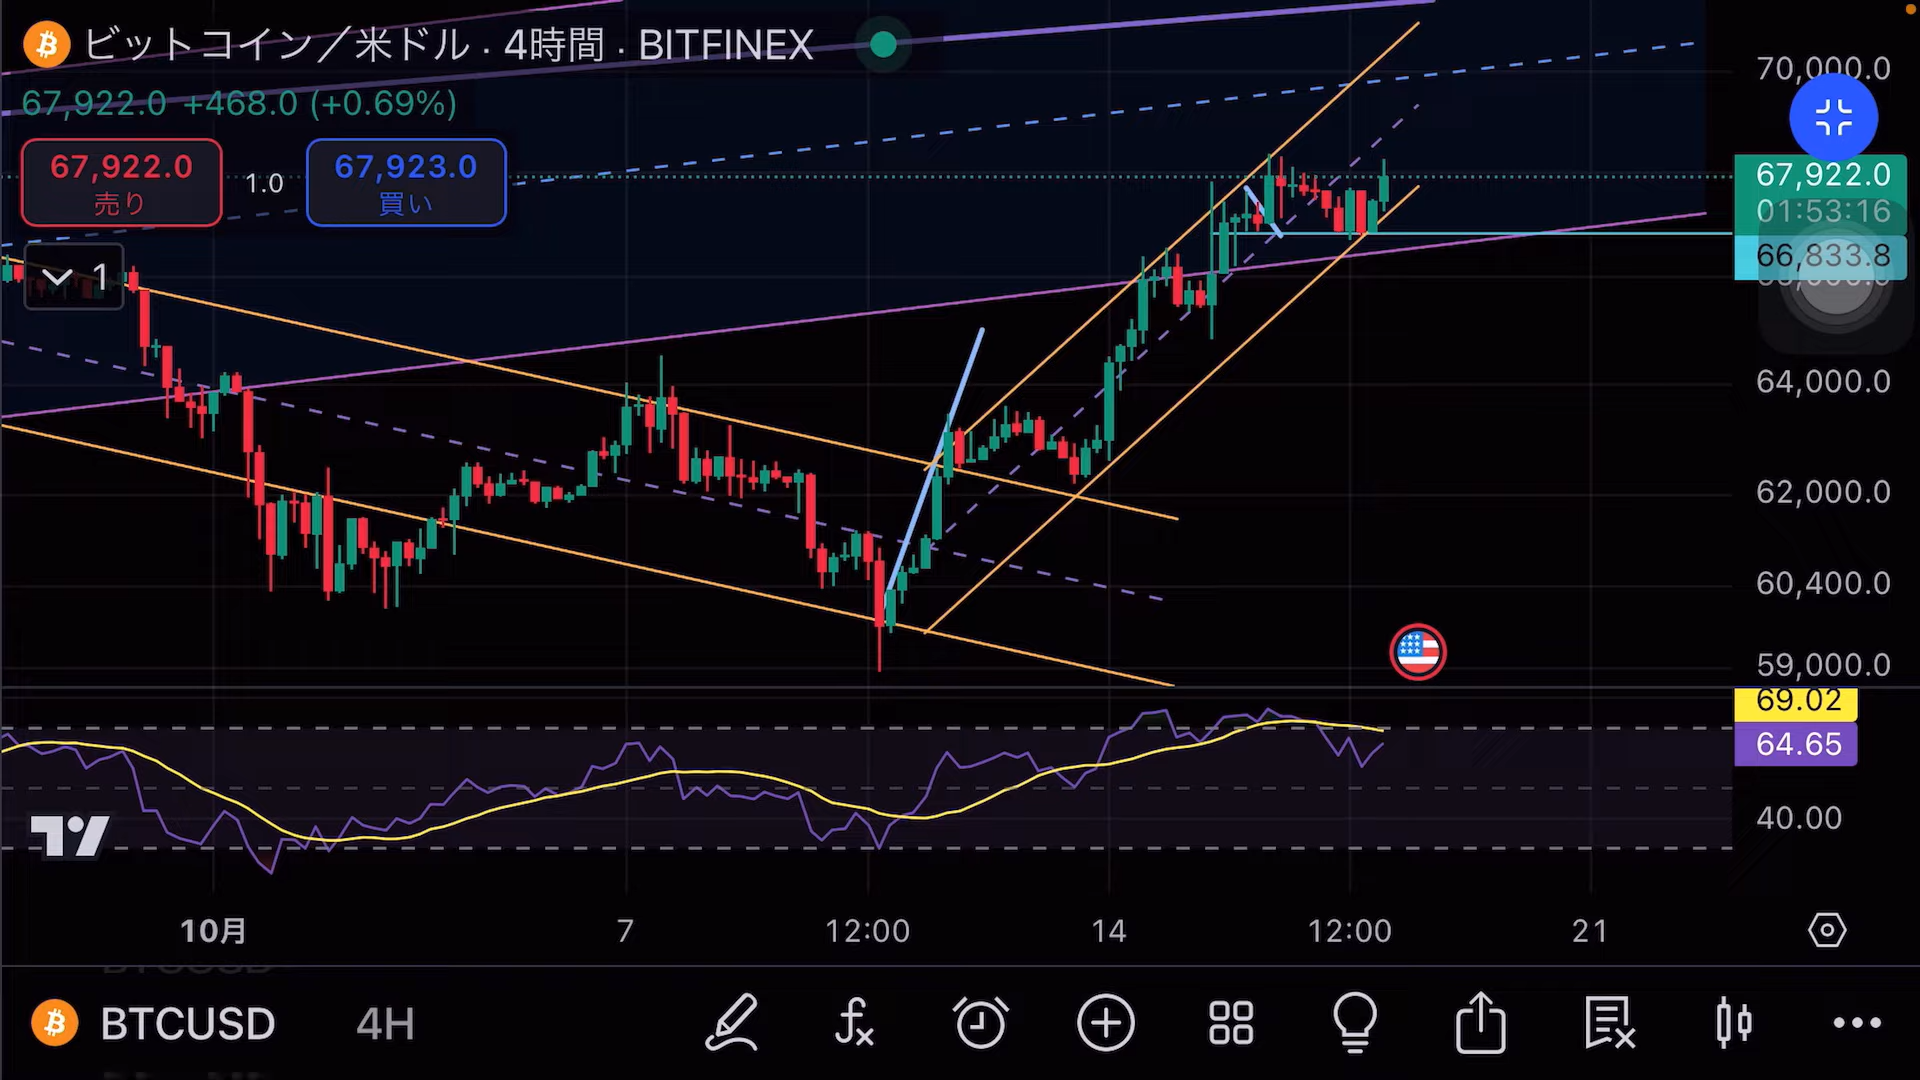 ビットコイン／米ドル · 4時間 · BITFINEX
67,922.0 +468.0 (+0.69%)
67,922.0
売り
1.0
67,923.0
買い
1
70,000.0
67,922.0
01:53:16
66,833.8
64,000.0
62,000.0
60,400.0
59,000.0
69.02
64.65
40.00
10月 7 12:00 14 12:00 21
BTCUSD 4H